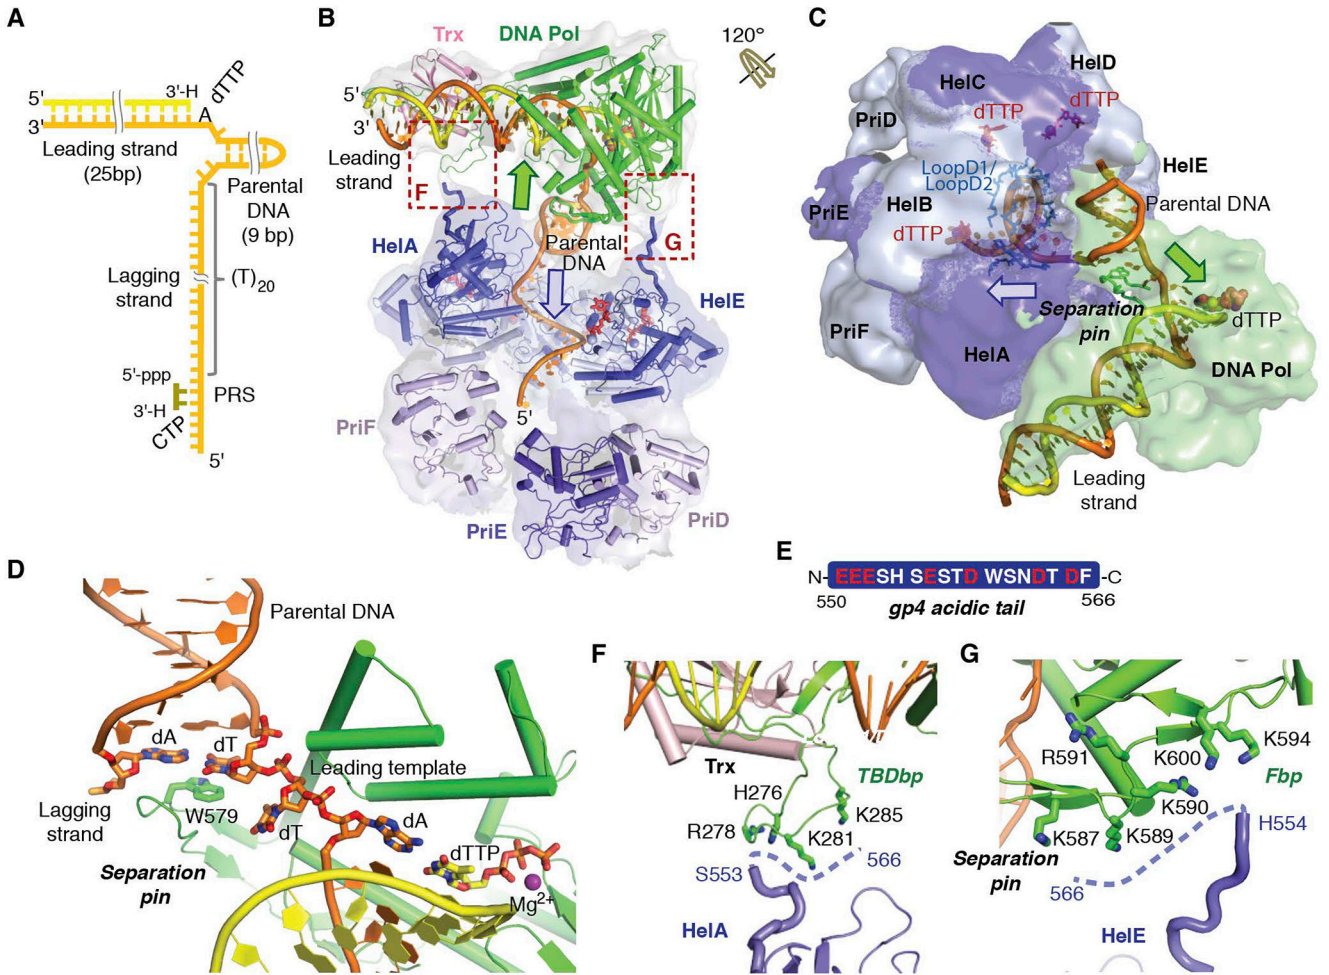 A
5'
3'-H
A
dTTP
3'
Leading strand
(25bp)
Parental
DNA
(9 bp)
Lagging
strand
(T)20
5'-ppp
3'-H
CTP
PRS
5'
B
Trx
DNA Pol
5'
3'
Leading
strand
F
HelA
Parental
DNA
G
HelE
5'
PriF
PriE
PriD
120°
C
HelC
HelD
PriD
dTTP
dTTP
LoopD1/
LoopD2
HelE
PriE
HelB
Parental DNA
dTTP
Separation
pin
dTTP
PriF
HelA
DNA Pol
Leading
strand
D
Parental DNA
dA
dT
Leading template
Lagging
strand
W579
dT
dA
dTTP
Separation
pin
Mg2+
E
N-EEESH SESTD WSNDT DF-C
550
gp4 acidic tail
566
F
Trx
TBDbp
H276
K285
R278
K281
S553
566
HelA
G
R591
K600
K594
Fbp
K590
K587
K589
H554
Separation
pin
566
HelE